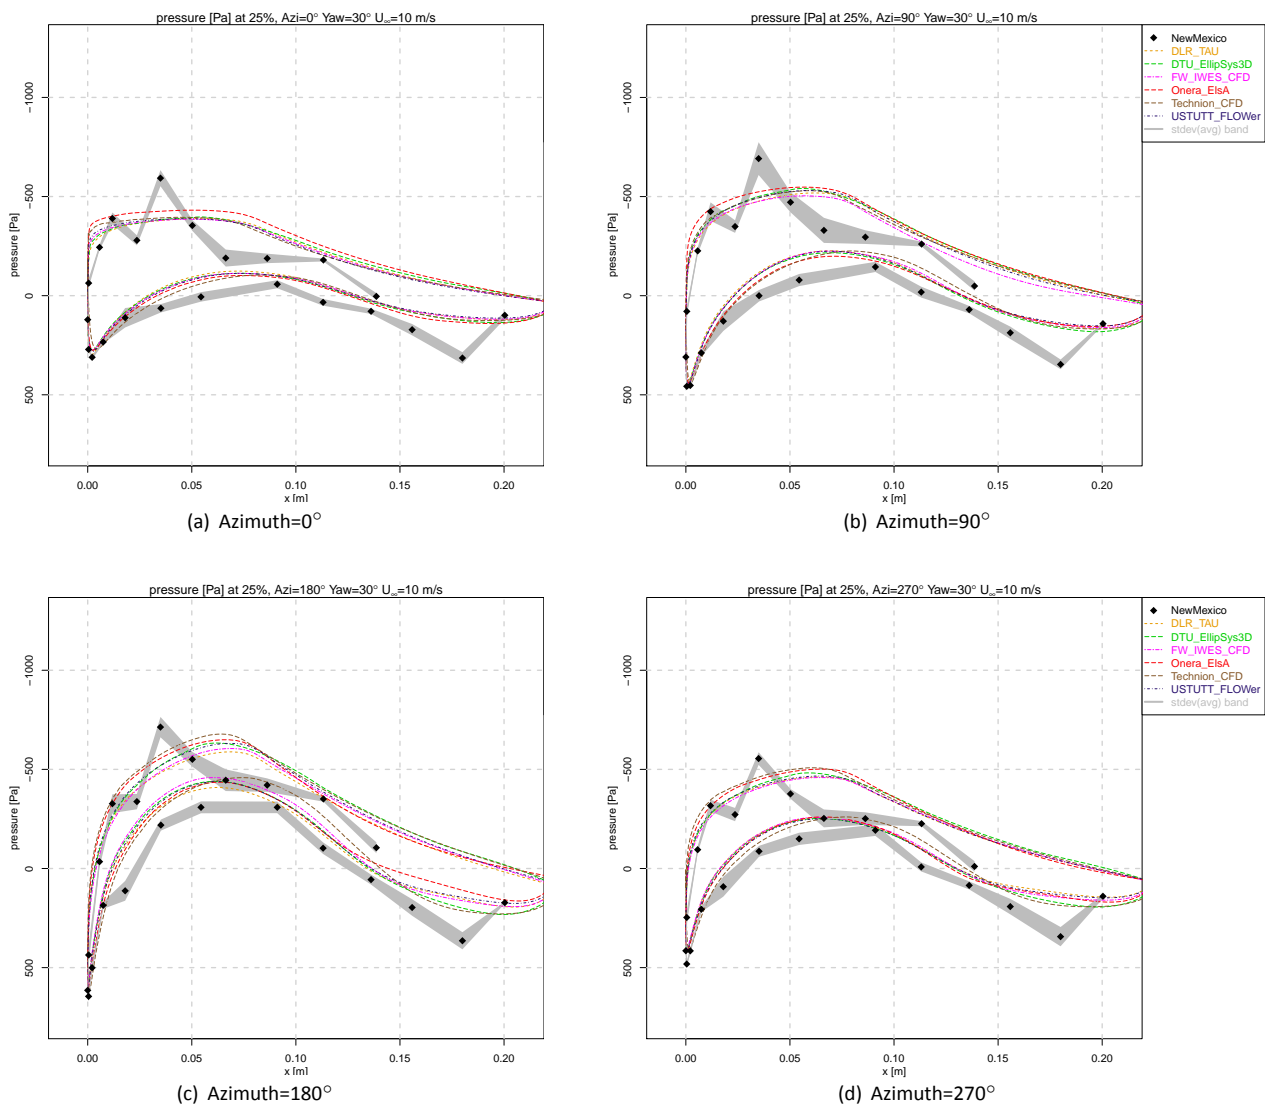 pressure [Pa] at 25%, Azi=0° Yaw=30° U∞=10 m/s
pressure [Pa]
−1000
−500
0
500
0.00 0.05 0.10 0.15 0.20
x [m]
(a) Azimuth=0°
pressure [Pa] at 25%, Azi=90° Yaw=30° U∞=10 m/s
pressure [Pa]
−1000
−500
0
500
0.00 0.05 0.10 0.15 0.20
x [m]
NewMexico
DLR_TAU
DTU_EllipSys3D
FW_IWES_CFD
Onera_ElsA
Technion_CFD
USTUTT_FLOWer
stdev(avg) band
(b) Azimuth=90°
pressure [Pa] at 25%, Azi=180° Yaw=30° U∞=10 m/s
pressure [Pa]
−1000
−500
0
500
0.00 0.05 0.10 0.15 0.20
x [m]
(c) Azimuth=180°
pressure [Pa] at 25%, Azi=270° Yaw=30° U∞=10 m/s
pressure [Pa]
−1000
−500
0
500
0.00 0.05 0.10 0.15 0.20
x [m]
NewMexico
DLR_TAU
DTU_EllipSys3D
FW_IWES_CFD
Onera_ElsA
Technion_CFD
USTUTT_FLOWer
stdev(avg) band
(d) Azimuth=270°